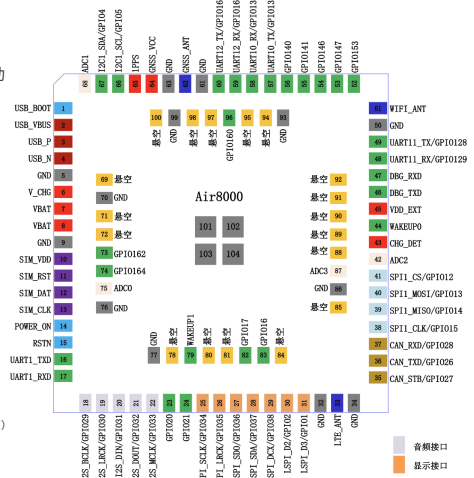 ADC1
I2C1_SDA/GPIO4
I2C1_SCL/GPIO5
1PPS
GNSS_VCC
GND
GNSS_ANT
GND
UART12_TX/GPIO16
UART12_RX/GPIO16
UART10_RX/GPIO13
UART10_TX/GPIO13
GPIO140
GPIO141
GPIO146
GPIO147
GPIO153
68 67 66 65 64 63 62 61 60 59 58 57 56 55 54 53 52
USB_BOOT 1
USB_VBUS 2
USB_P 3
USB_N 4
GND 5
V_CHG 6
VBAT 7
VBAT 8
GND 9
SIM_VDD 10
SIM_RST 11
SIM_DAT 12
SIM_CLK 13
POWER_ON 14
RSTN 15
UART1_TXD 16
UART1_RXD 17
100 99 98 97 96 95 94 93
悬空
GND
悬空
悬空
GPIO160
悬空
悬空
GND
69 悬空
70 GND
71 悬空
72 悬空
73 GPIO162
74 GPIO164
75 ADC0
76 GND
Air8000
101 102
103 104
悬空 92
悬空 91
悬空 90
悬空 89
悬空 88
ADC3 87
GND 86
悬空 85
GND
悬空
WAKEUP1
悬空
悬空
GPIO17
GPIO16
悬空
77 78 79 80 81 82 83 84
51 WIFI_ANT
50 GND
49 UART11_TX/GPIO128
48 UART11_RX/GPIO129
47 DBG_RXD
46 DBG_TXD
45 VDD_EXT
44 WAKEUP0
43 CHG_DET
42 ADC2
41 SPI1_CS/GPIO12
40 SPI1_MOSI/GPIO13
39 SPI1_MISO/GPIO14
38 SPI1_CLK/GPIO15
37 CAN_RXD/GPIO28
36 CAN_TXD/GPIO26
35 CAN_STB/GPIO27
18 19 20 21 22 23 24 25 26 27 28 29 30 31 32 33 34
2S_BCLK/GPIO29
2S_LRCK/GPIO30
I2S_DIN/GPIO31
2S_DOUT/GPIO32
2S_MCLK/GPIO33
GPIO20
GPIO21
PI_SCLK/GPIO34
PI_LRCK/GPIO35
SPI_SDO/GPIO36
SPI_SDA/GPIO37
SPI_DCX/GPIO38
LSPI_D2/GPIO2
LSPI_D3/GPIO1
GND
LTE_ANT
GND
音频接口
显示接口